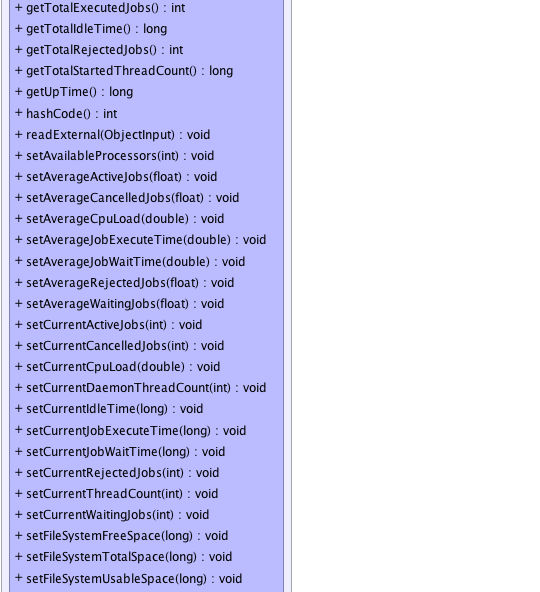 + getTotalExecutedJobs() : int
+ getTotalIdleTime() : long
+ getTotalRejectedJobs() : int
+ getTotalStartedThreadCount() : long
+ getUpTime() : long
+ hashCode() : int
+ readExternal(ObjectInput) : void
+ setAvailableProcessors(int) : void
+ setAverageActiveJobs(float) : void
+ setAverageCancelledJobs(float) : void
+ setAverageCpuLoad(double) : void
+ setAverageJobExecuteTime(double) : void
+ setAverageJobWaitTime(double) : void
+ setAverageRejectedJobs(float) : void
+ setAverageWaitingJobs(float) : void
+ setCurrentActiveJobs(int) : void
+ setCurrentCancelledJobs(int) : void
+ setCurrentCpuLoad(double) : void
+ setCurrentDaemonThreadCount(int) : void
+ setCurrentIdleTime(long) : void
+ setCurrentJobExecuteTime(long) : void
+ setCurrentJobWaitTime(long) : void
+ setCurrentRejectedJobs(int) : void
+ setCurrentThreadCount(int) : void
+ setCurrentWaitingJobs(int) : void
+ setFileSystemFreeSpace(long) : void
+ setFileSystemTotalSpace(long) : void
+ setFileSystemUsableSpace(long) : void